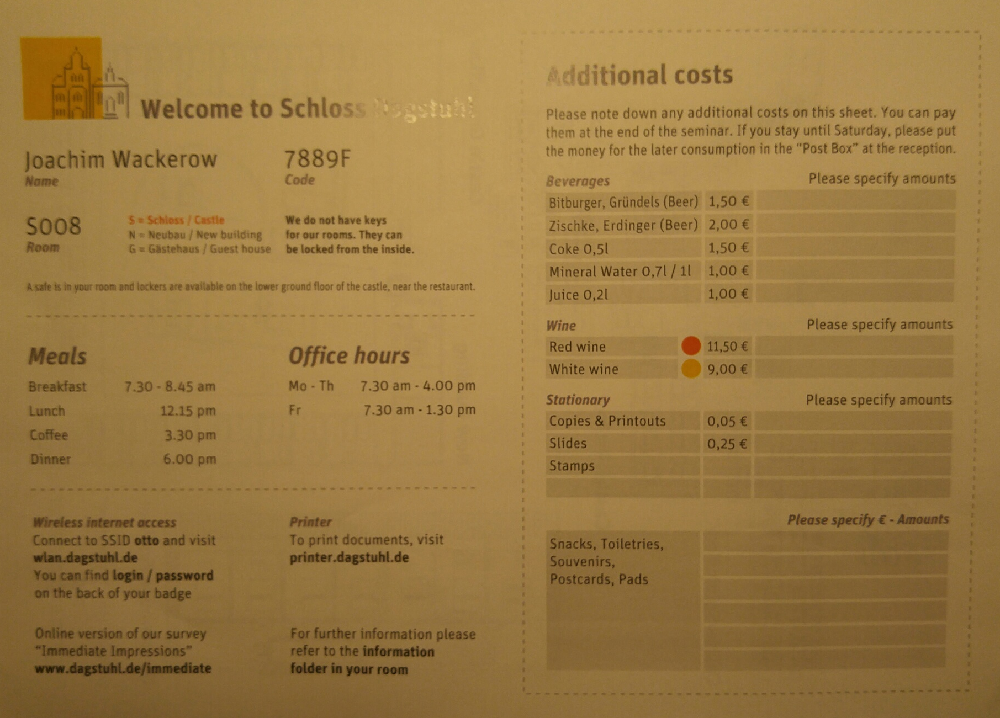 Welcome to Schloss Dagstuhl
Joachim Wackerow
Name
7889F
Code
S008
Room
S = Schloss / Castle
N = Neubau / New building
G = Gästehaus / Guest house
We do not have keys
for our rooms. They can
be locked from the inside.
A safe is in your room and lockers are available on the lower ground floor of the castle, near the restaurant.
Meals
Breakfast 7.30 - 8.45 am
Lunch 12.15 pm
Coffee 3.30 pm
Dinner 6.00 pm
Office hours
Mo - Th 7.30 am - 4.00 pm
Fr 7.30 am - 1.30 pm
Wireless internet access
Connect to SSID otto and visit
wlan.dagstuhl.de
You can find login / password
on the back of your badge
Printer
To print documents, visit
printer.dagstuhl.de
Online version of our survey
“Immediate Impressions”
www.dagstuhl.de/immediate
For further information please
refer to the information
folder in your room
Additional costs
Please note down any additional costs on this sheet. You can pay
them at the end of the seminar. If you stay until Saturday, please put
the money for the later consumption in the “Post Box” at the reception.
Beverages Please specify amounts
Bitburger, Gründels (Beer) 1,50 €
Zischke, Erdinger (Beer) 2,00 €
Coke 0,5l 1,50 €
Mineral Water 0,7l / 1l 1,00 €
Juice 0,2l 1,00 €
Wine Please specify amounts
Red wine 11,50 €
White wine 9,00 €
Stationary Please specify amounts
Copies & Printouts 0,05 €
Slides 0,25 €
Stamps
Please specify € - Amounts
Snacks, Toiletries,
Souvenirs,
Postcards, Pads